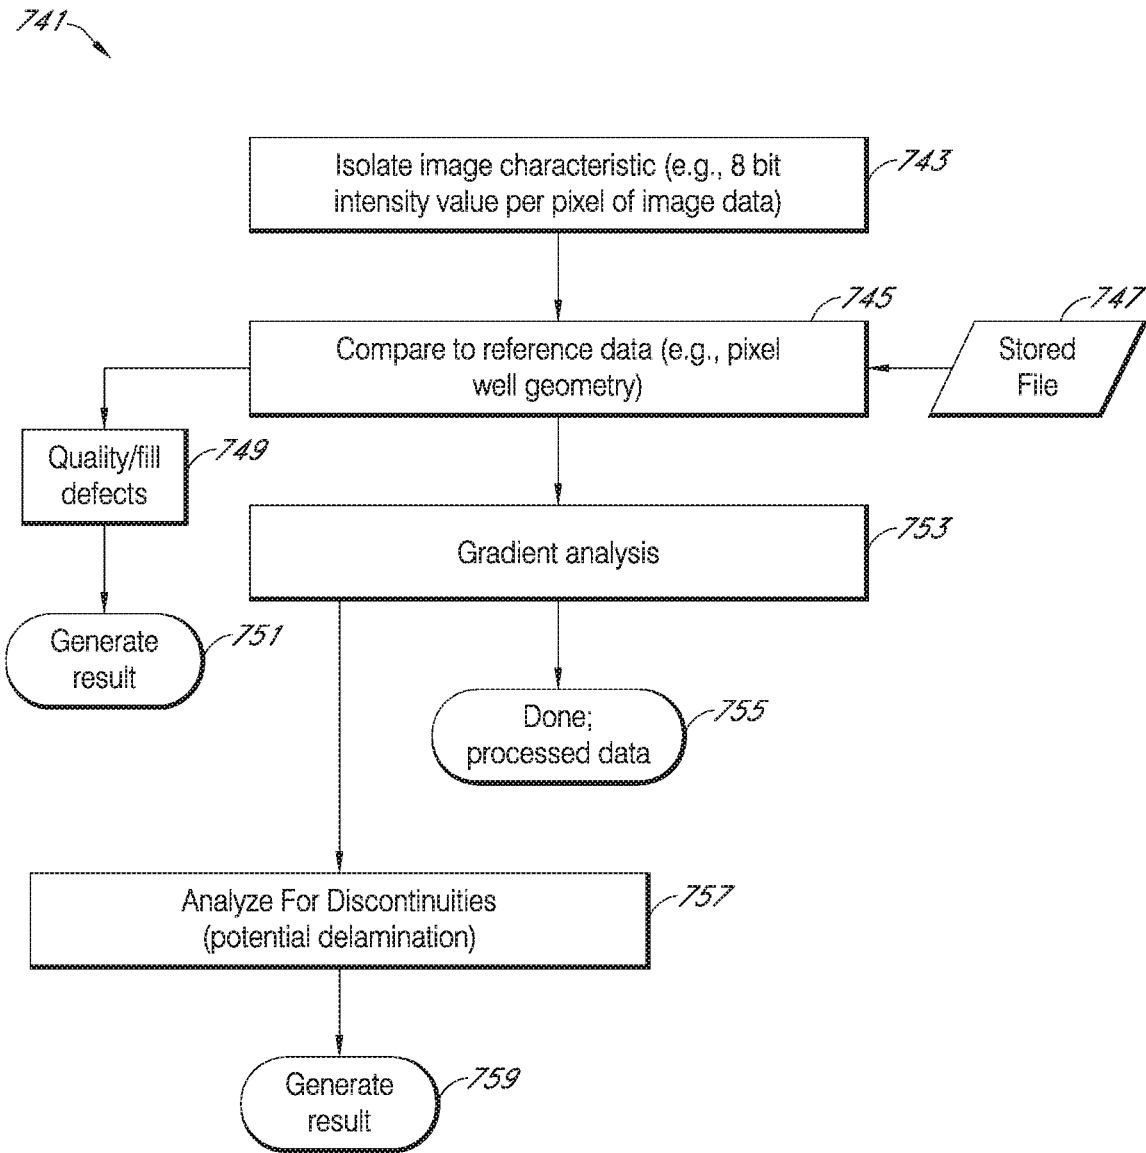 741
Isolate image characteristic (e.g., 8 bit
intensity value per pixel of image data)
743
745
747
Compare to reference data (e.g., pixel
well geometry)
Stored
File
Quality/fill
defects
749
Gradient analysis
753
Generate
result
751
Done;
processed data
755
Analyze For Discontinuities
(potential delamination)
757
Generate
result
759